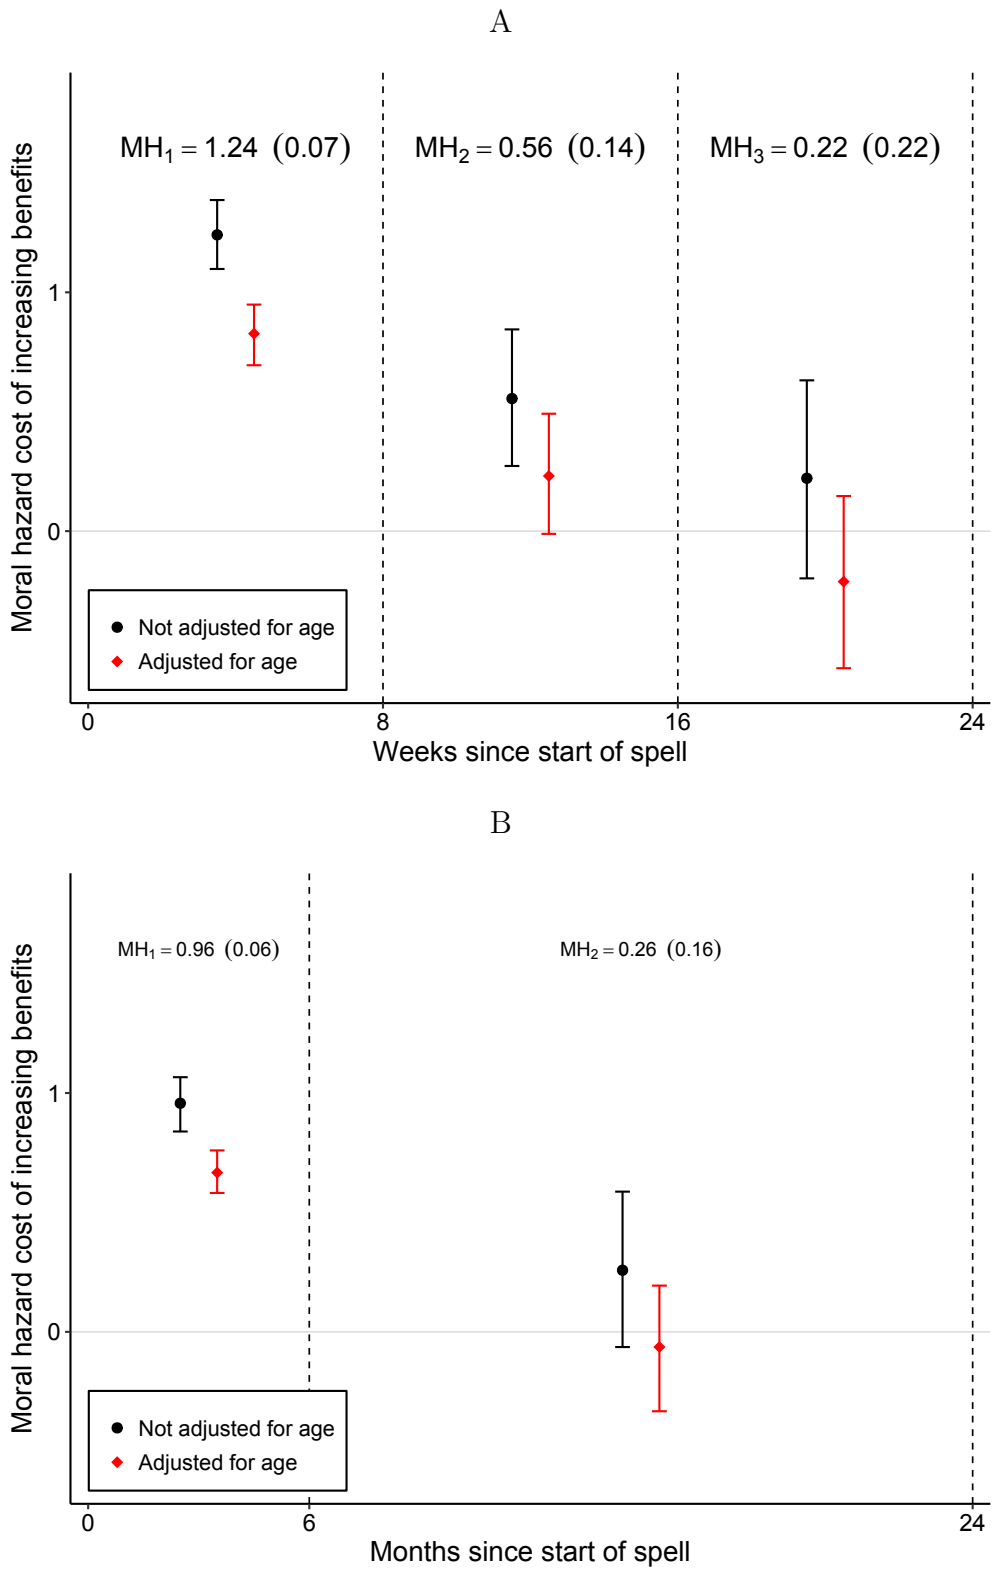 A
MH₁ = 1.24 (0.07)
MH₂ = 0.56 (0.14)
MH₃ = 0.22 (0.22)
Moral hazard cost of increasing benefits
1
0
Not adjusted for age
Adjusted for age
0
8
16
24
Weeks since start of spell
B
MH₁ = 0.96 (0.06)
MH₂ = 0.26 (0.16)
Moral hazard cost of increasing benefits
1
0
Not adjusted for age
Adjusted for age
0
6
24
Months since start of spell